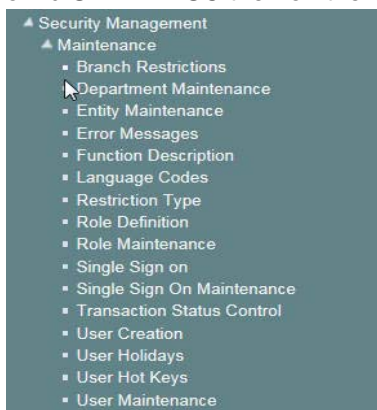 Security Management
Maintenance
Branch Restrictions
Department Maintenance
Entity Maintenance
Error Messages
Function Description
Language Codes
Restriction Type
Role Definition
Role Maintenance
Single Sign on
Single Sign On Maintenance
Transaction Status Control
User Creation
User Holidays
User Hot Keys
User Maintenance